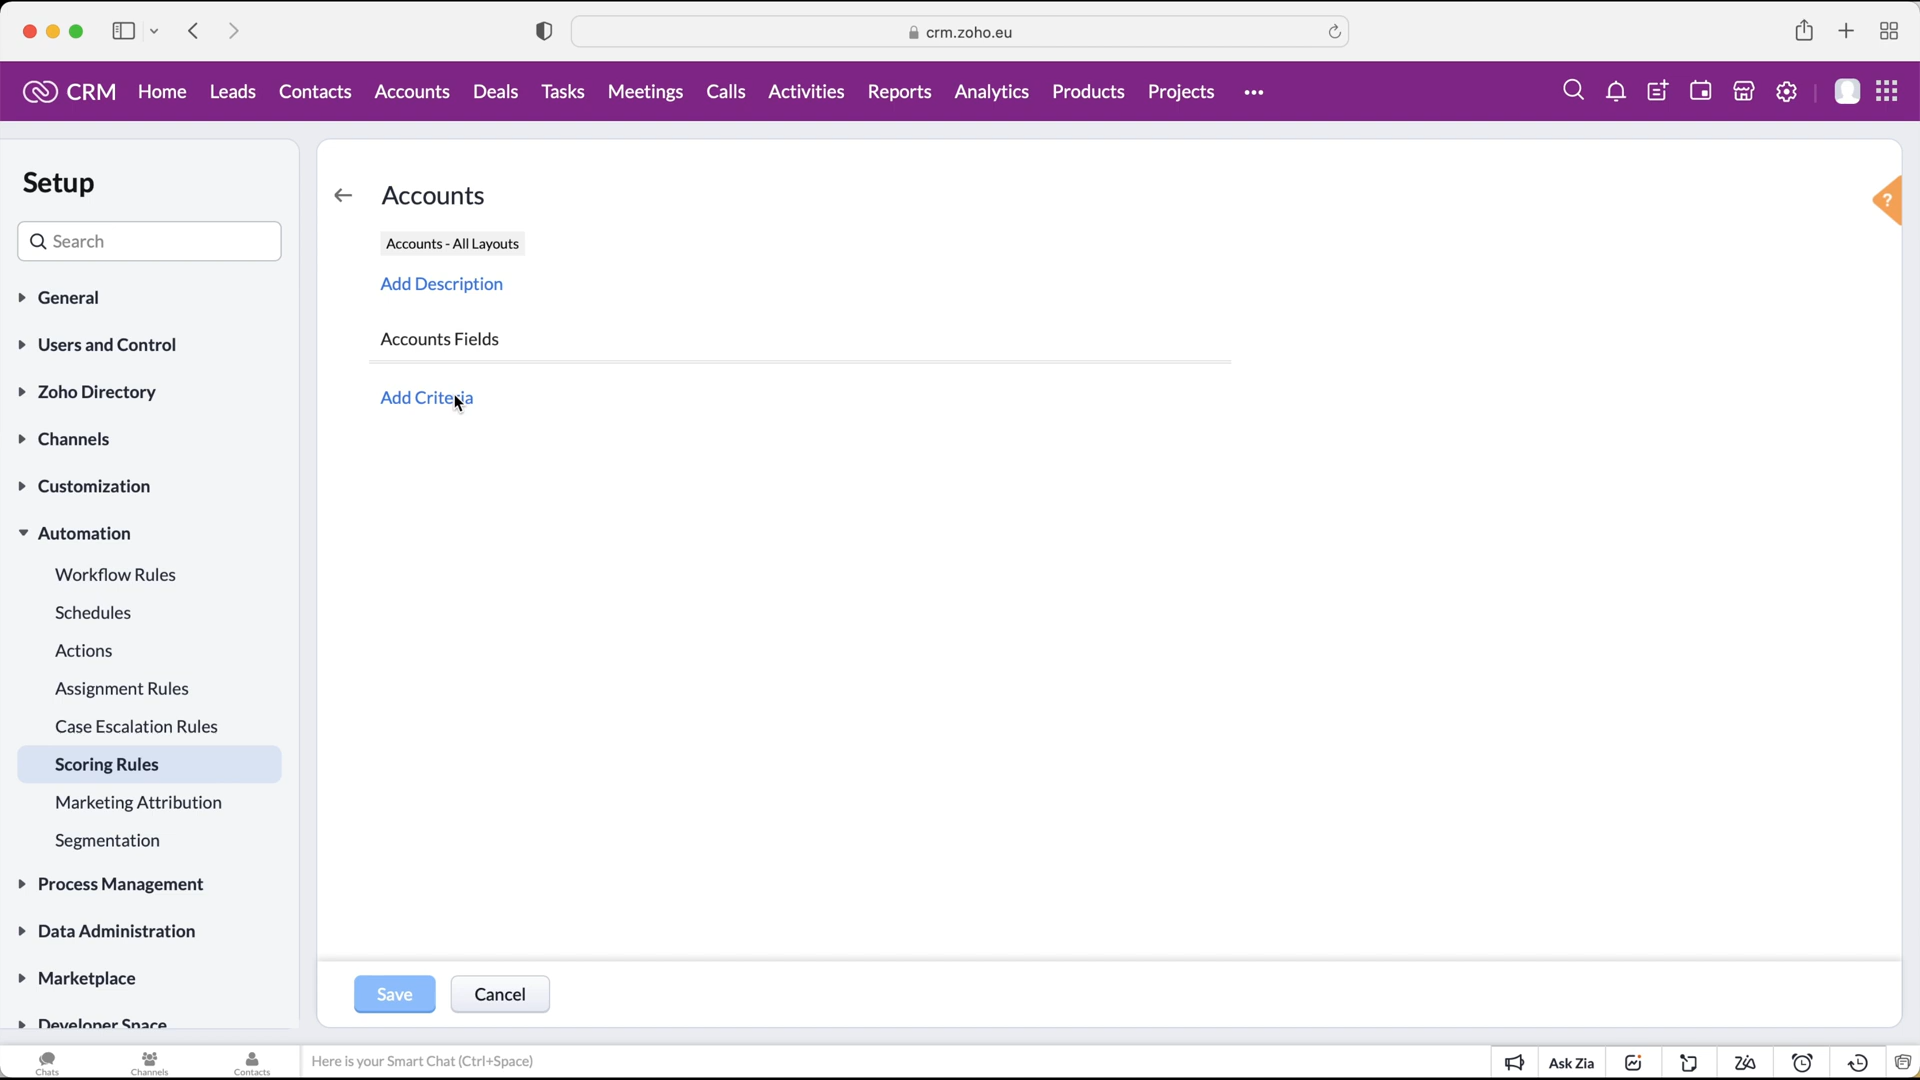 crm.zoho.eu
CRM Home Leads Contacts Accounts Deals Tasks Meetings Calls Activities Reports Analytics Products Projects •••
Setup
Search
General
Users and Control
Zoho Directory
Channels
Customization
Automation
Workflow Rules
Schedules
Actions
Assignment Rules
Case Escalation Rules
Scoring Rules
Marketing Attribution
Segmentation
Process Management
Data Administration
Marketplace
Developer Space
Accounts
?
Accounts - All Layouts
Add Description
Accounts Fields
Add Criteria
Save Cancel
Chats Channels Contacts
Here is your Smart Chat (Ctrl+Space)
Ask Zia